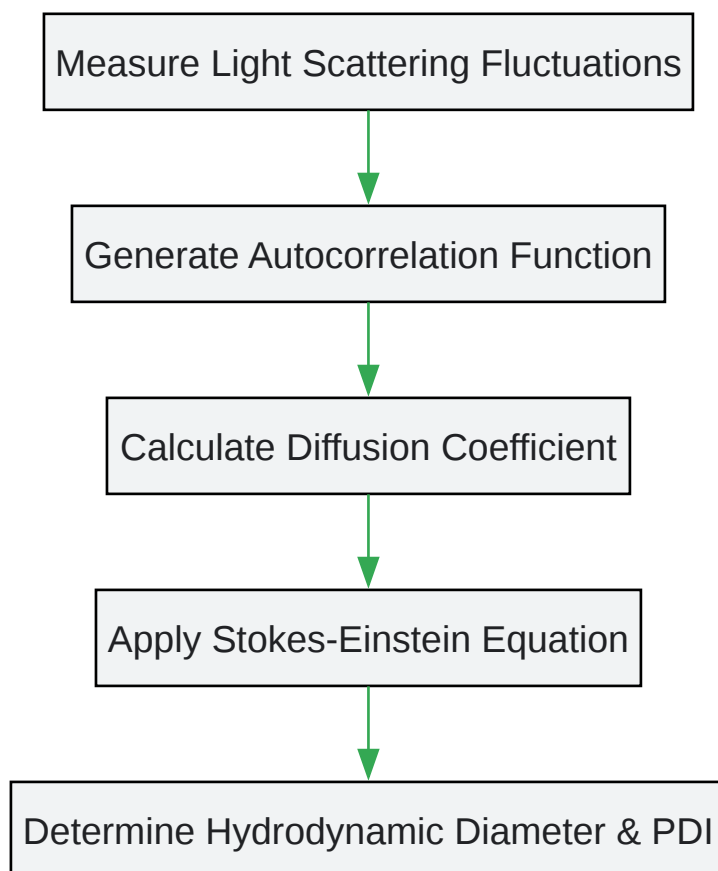 Measure Light Scattering Fluctuations
Generate Autocorrelation Function
Calculate Diffusion Coefficient
Apply Stokes-Einstein Equation
Determine Hydrodynamic Diameter & PDI